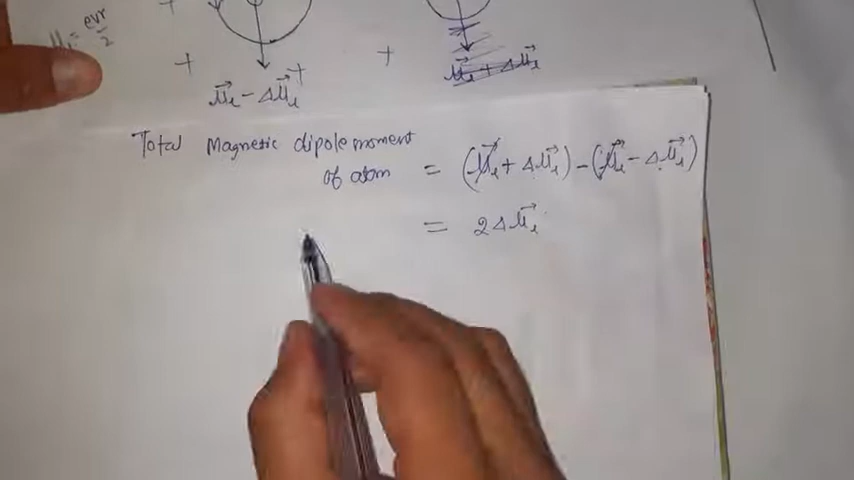 μₗ = evr/2
+ +
+ + +
μ⃗ₗ - Δμ⃗ₗ
μ⃗ₗ + Δμ⃗ₗ
Total Magnetic dipole moment
of atom = (μ⃗ₗ + Δμ⃗ₗ) - (μ⃗ₗ - Δμ⃗ₗ)
= 2Δμ⃗ₗ